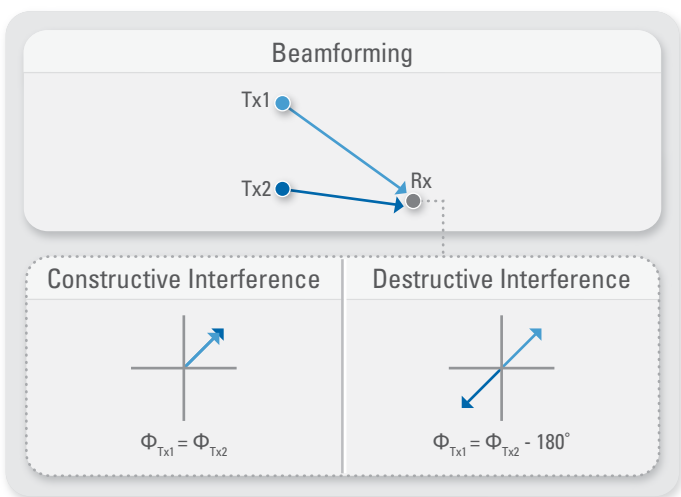 Beamforming
Tx1
Tx2
Rx
Constructive Interference
Destructive Interference
ΦTx1 = ΦTx2
ΦTx1 = ΦTx2 - 180°